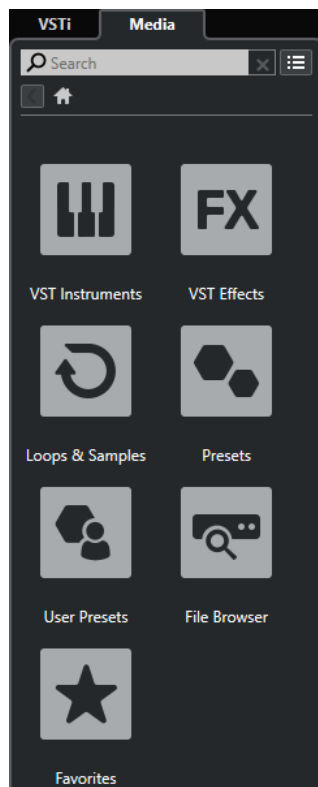 VSTi Media
Search
FX
VST Instruments VST Effects
Loops & Samples Presets
User Presets File Browser
Favorites